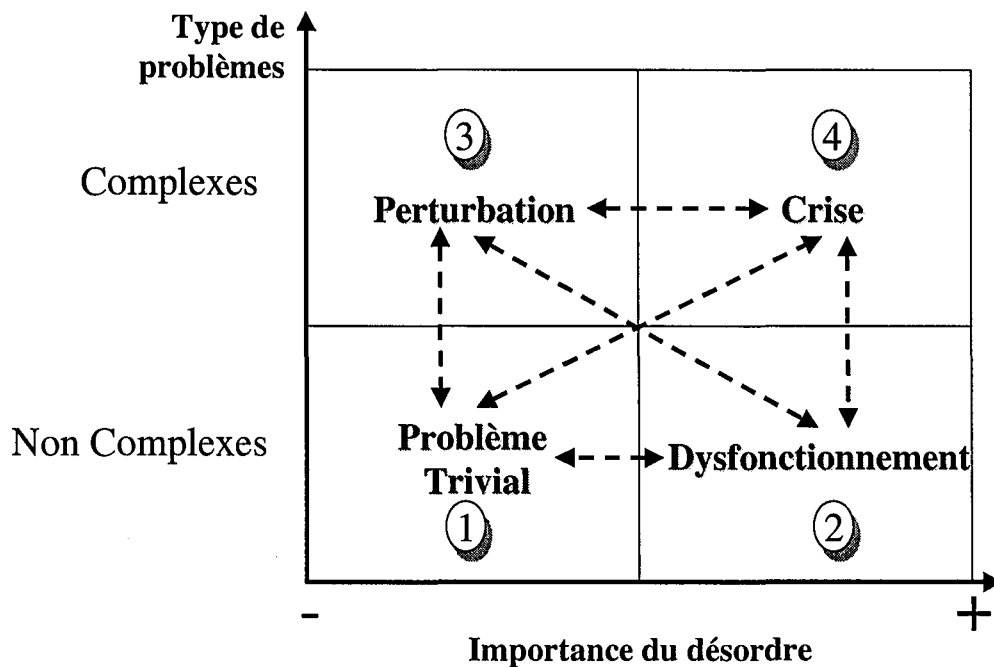 Type de
problèmes
3
4
Complexes
Perturbation
Crise
Non Complexes
Problème
Trivial
Dysfonctionnement
1
2
-
+
Importance du désordre